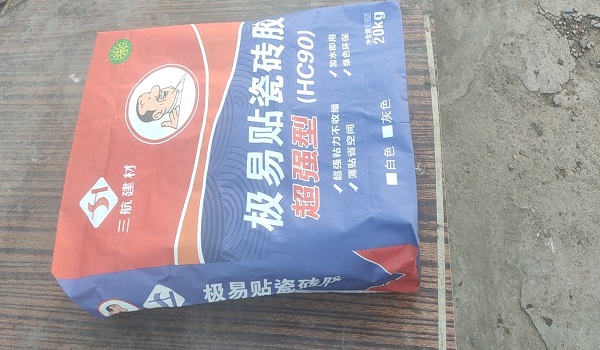 三航建材
极易贴瓷砖胶
超强型(HC90)
✓超强粘力不收缩
✓薄贴省空间
✓加水即用
✓绿色环保
■白色 ■灰色
20kg
极易贴瓷砖胶